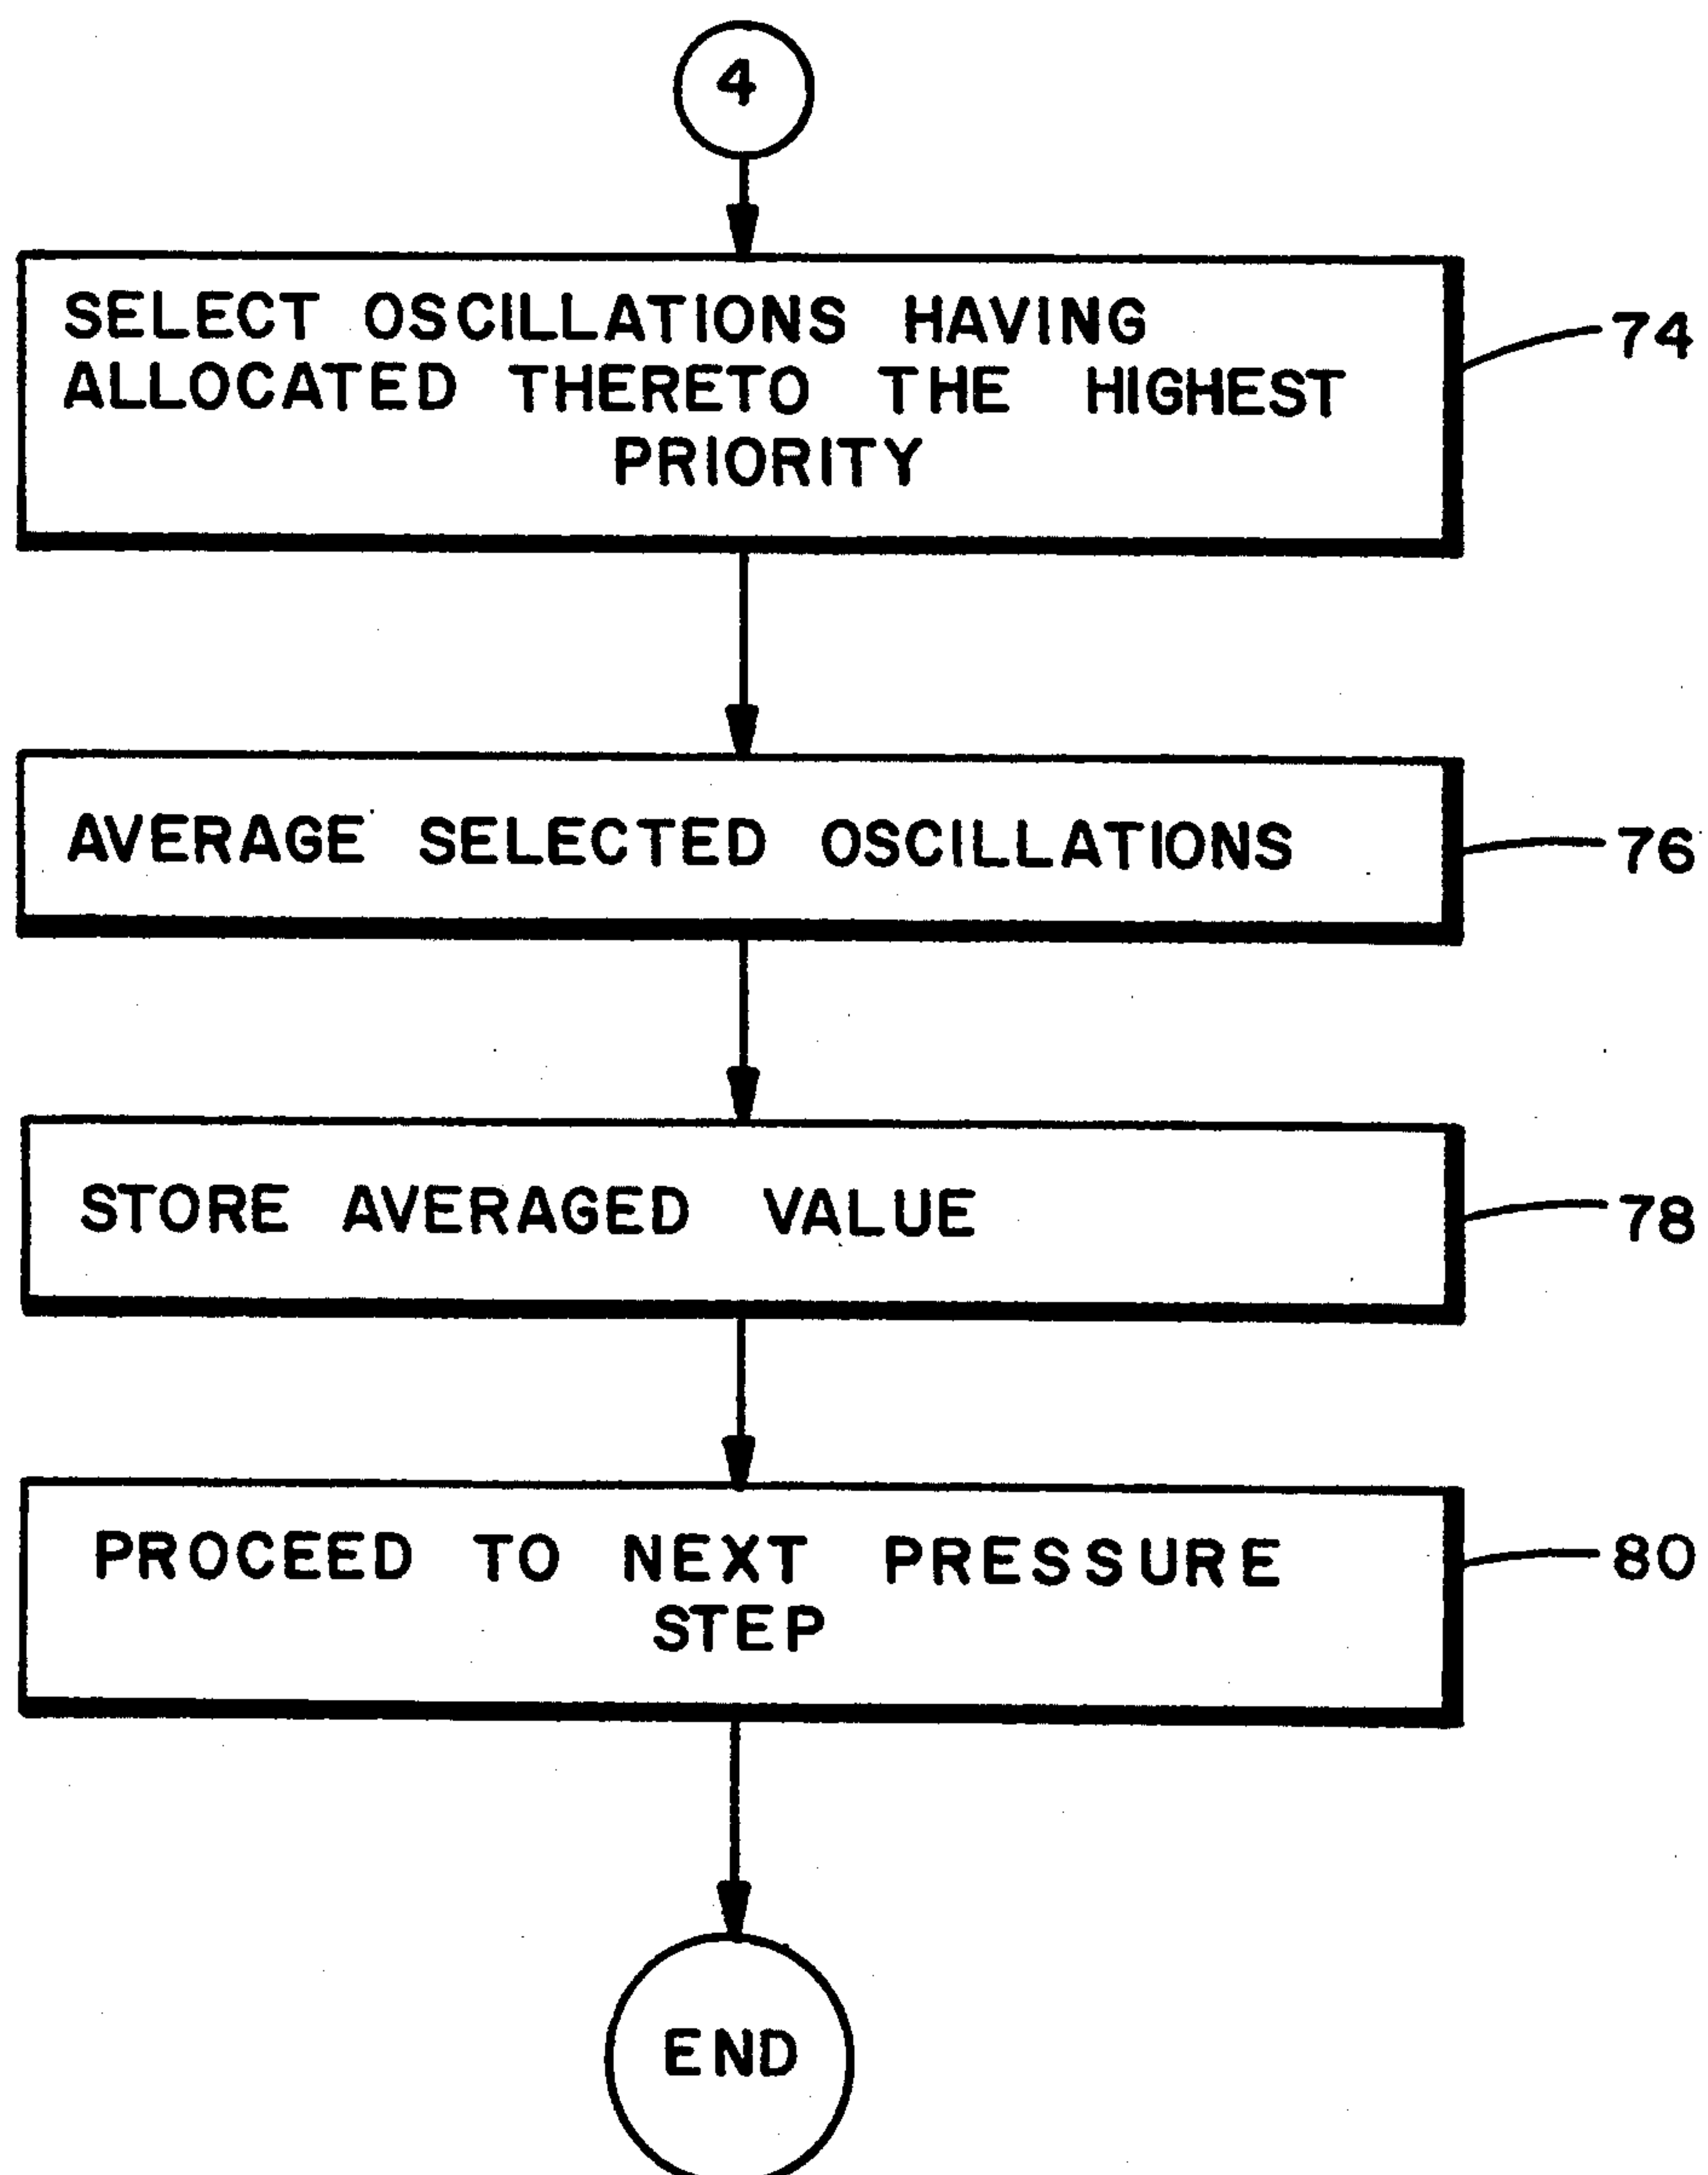 4
SELECT OSCILLATIONS HAVING
ALLOCATED THERETO THE HIGHEST
PRIORITY
74
AVERAGE SELECTED OSCILLATIONS
76
STORE AVERAGED VALUE
78
PROCEED TO NEXT PRESSURE
STEP
80
END